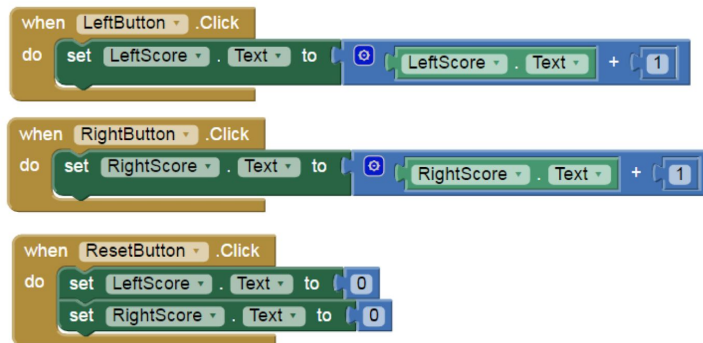 when LeftButton .Click
do set LeftScore . Text to LeftScore . Text + 1
when RightButton .Click
do set RightScore . Text to RightScore . Text + 1
when ResetButton .Click
do set LeftScore . Text to 0
set RightScore . Text to 0